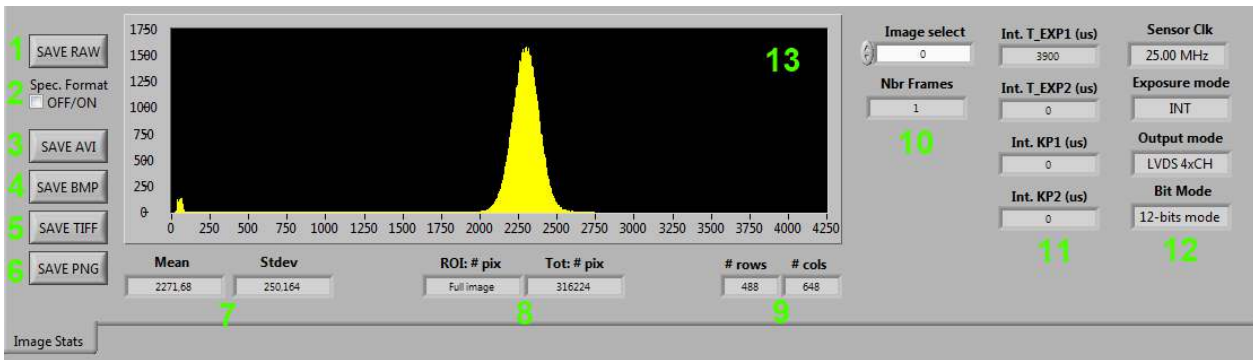 1 SAVE RAW
2 Spec. Format
OFF/ON
3 SAVE AVI
4 SAVE BMP
5 SAVE TIFF
6 SAVE PNG
1750
1500
1250
1000
750
500
250
0
0 250 500 750 1000 1250 1500 1750 2000 2250 2500 2750 3000 3250 3500 3750 4000 4250
13
Mean Stdev
2271,68 250,164
7
ROI: # pix Tot: # pix
Full image 316224
8
# rows # cols
488 648
9
Image select
0
Nbr Frames
1
10
Int. T_EXP1 (us)
3900
Int. T_EXP2 (us)
0
Int. KP1 (us)
0
Int. KP2 (us)
0
11
Sensor Clk
25.00 MHz
Exposure mode
INT
Output mode
LVDS 4xCH
Bit Mode
12-bits mode
12
Image Stats